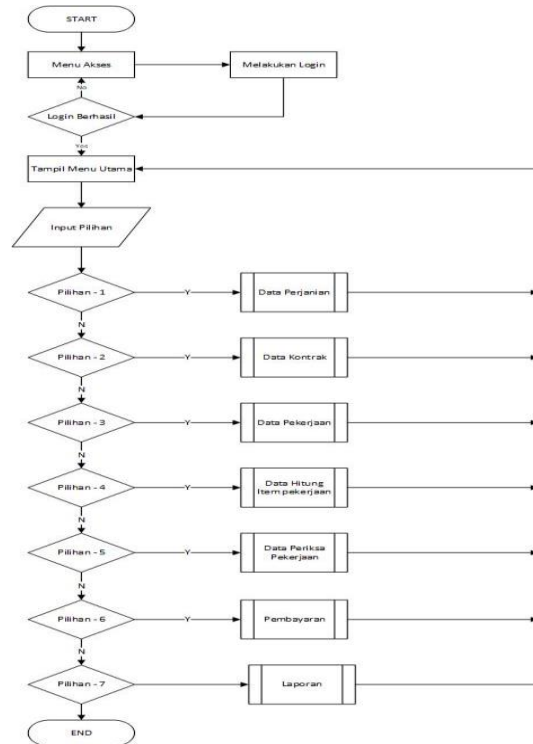 START
Menu Akses
Melakukan Login
No
Login Berhasil
Yes
Tampil Menu Utama
Input Pilihan
Pilihan - 1
Y
Data Perjanian
N
Pilihan - 2
Y
Data Kontrak
N
Pilihan - 3
Y
Data Pekerjaan
N
Pilihan - 4
Y
Data Hitung
Item pekerjaan
N
Pilihan - 5
Y
Data Periksa
Pekerjaan
N
Pilihan - 6
Y
Pembayaran
N
Pilihan - 7
Laporan
END